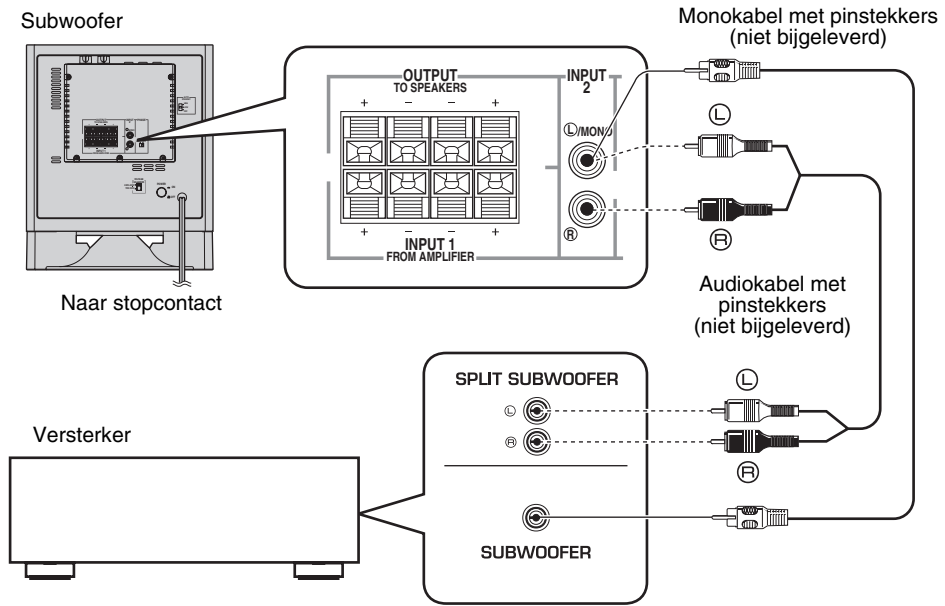 Subwoofer
Monokabel met pinstekkers
(niet bijgeleverd)
OUTPUT
TO SPEAKERS
INPUT
2
+ − − +
Ⓛ/MONO
Ⓛ
Ⓡ
+ − − +
INPUT 1
FROM AMPLIFIER
Ⓡ
Naar stopcontact
Audiokabel met
pinstekkers
(niet bijgeleverd)
SPLIT SUBWOOFER
Ⓛ
Ⓛ
Ⓡ
Ⓡ
Versterker
SUBWOOFER